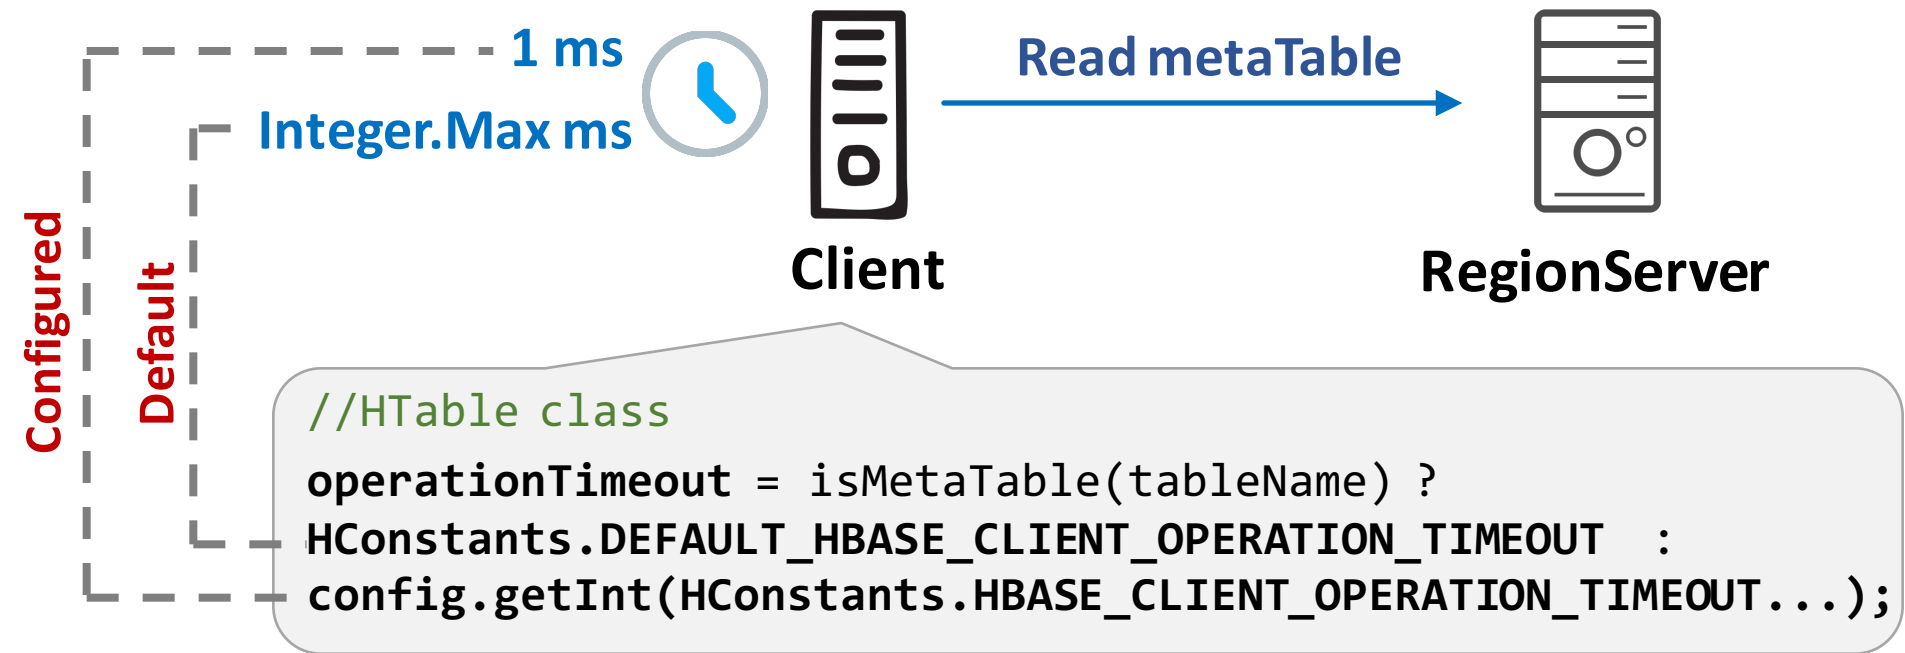 1 ms
Read metaTable
Integer.Max ms
Configured
Default
Client
RegionServer
//HTable class
operationTimeout = isMetaTable(tableName) ?
HConstants.DEFAULT_HBASE_CLIENT_OPERATION_TIMEOUT :
config.getInt(HConstants.HBASE_CLIENT_OPERATION_TIMEOUT...);